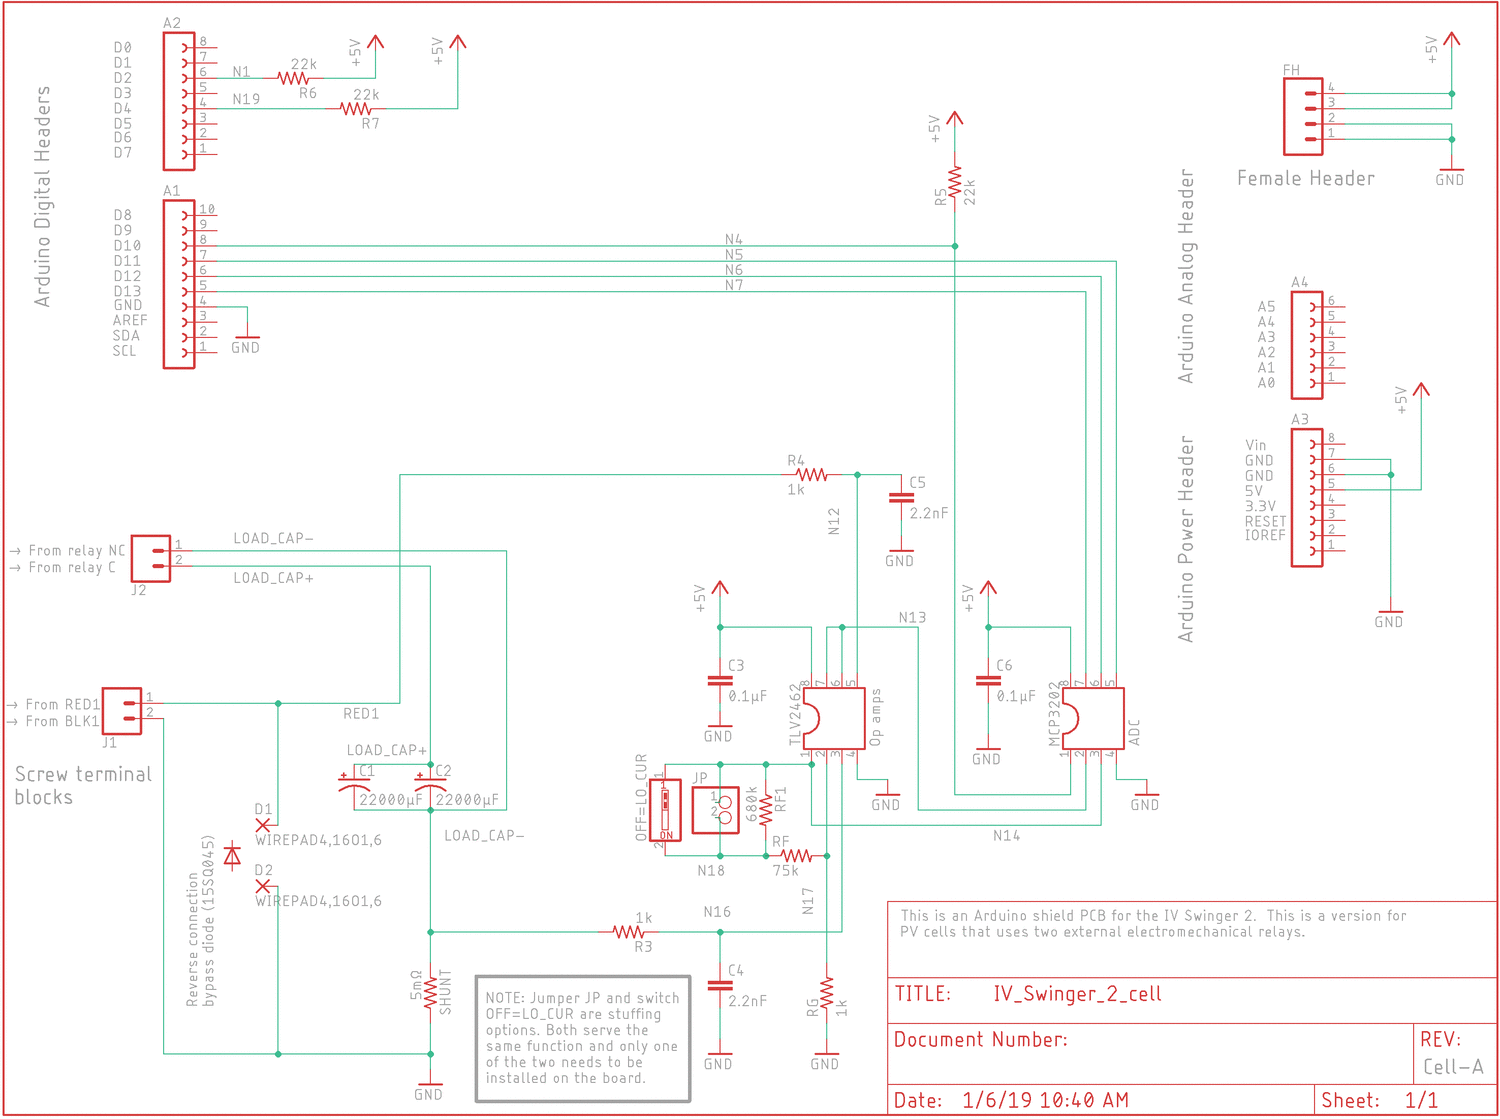 A2
D0 8
D1 7
D2 6 N1 22k R6 +5V
D3 5
D4 4 N19 22k R7 +5V
D5 3
D6 2
D7 1
Arduino Digital Headers
A1
D8 10
D9 9
D10 8 N4
D11 7 N5
D12 6 N6
D13 5 N7
GND 4
AREF 3
SDA 2 GND
SCL 1
+5V
R5 22k
FH
+5V
4
3
2
1
Female Header
GND
Arduino Analog Header
A4
A5 6
A4 5
A3 4
A2 3
A1 2
A0 1
Arduino Power Header
A3
+5V
Vin 8
GND 7
GND 6
5V 5
3.3V 4
RESET 3
IOREF 2
1
GND
R4
1k
N12
C5
2.2nF
GND
→ From relay NC 1 LOAD_CAP-
→ From relay C 2 LOAD_CAP+
J2
→ From RED1 1
→ From BLK1 2 RED1
J1
Screw terminal
blocks
LOAD_CAP+
C1 C2
22000µF 22000µF
LOAD_CAP-
D1
WIREPAD4,16O1,6
D2
WIREPAD4,16O1,6
Reverse connection
bypass diode (15SQ045)
5mΩ
SHUNT
GND
+5V
C3
0.1µF
GND
N13
8 7 6 5
TLV2462
Op amps
1 2 3 4
GND
+5V
C6
0.1µF
GND
8 7 6 5
MCP3202
ADC
1 2 3 4
GND
N14
OFF=LO_CUR
1
1
ON
2
JP
1
2
680k
RF1
RF
75k
N18
N17
N16
1k
R3
C4
2.2nF
GND
RG
1k
GND
NOTE: Jumper JP and switch
OFF=LO_CUR are stuffing
options. Both serve the
same function and only one
of the two needs to be
installed on the board.
This is an Arduino shield PCB for the IV Swinger 2. This is a version for
PV cells that uses two external electromechanical relays.
TITLE: IV_Swinger_2_cell
Document Number:
REV:
Cell-A
Date: 1/6/19 10:40 AM
Sheet: 1/1